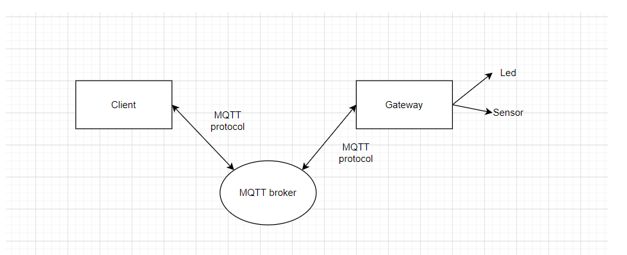 Client
MQTT
protocol
MQTT broker
MQTT
protocol
Gateway
Led
Sensor